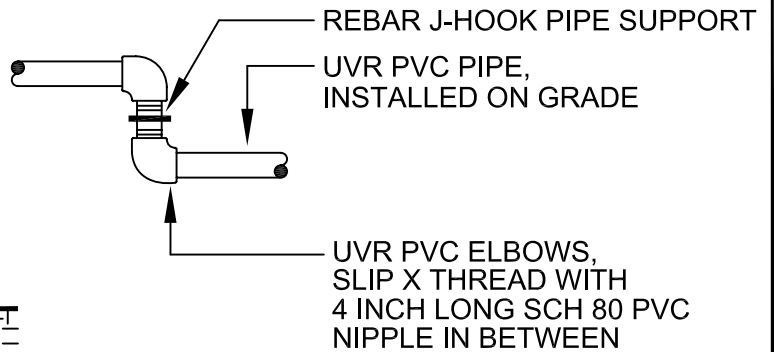 REBAR J-HOOK PIPE SUPPORT
UVR PVC PIPE,
INSTALLED ON GRADE
UVR PVC ELBOWS,
SLIP X THREAD WITH
4 INCH LONG SCH 80 PVC
NIPPLE IN BETWEEN